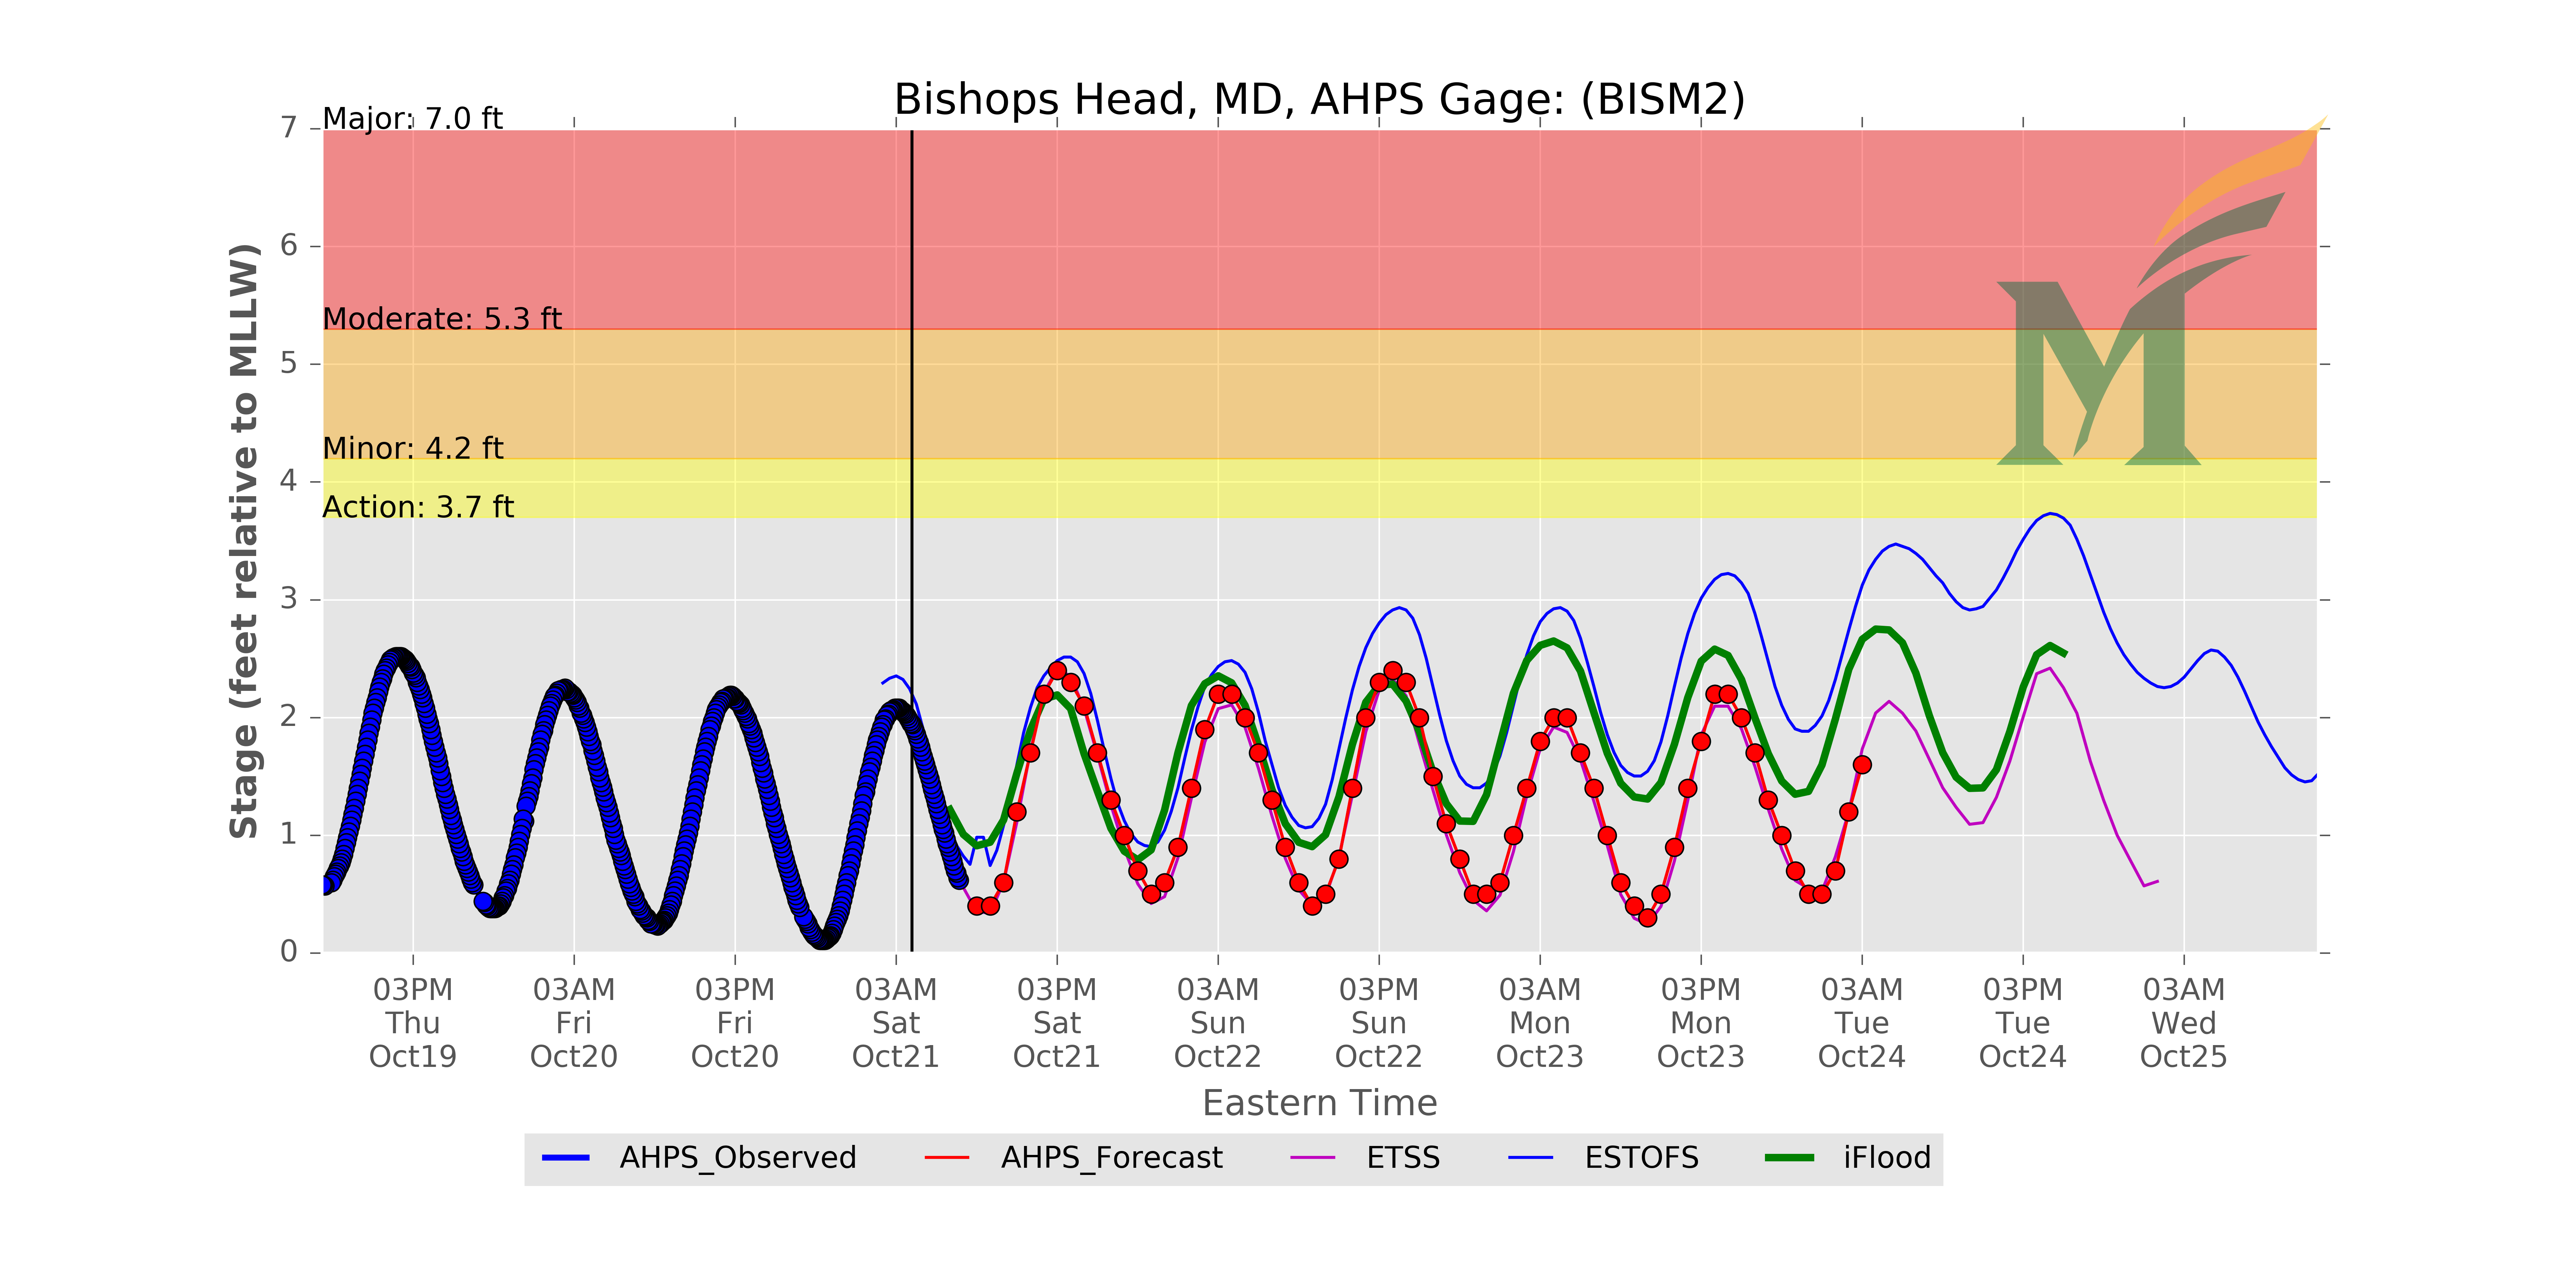 Bishops Head, MD, AHPS Gage: (BISM2)
Major: 7.0 ft
Moderate: 5.3 ft
Minor: 4.2 ft
Action: 3.7 ft
Stage (feet relative to MLLW)
7
6
5
4
3
2
1
0
03PM 03AM 03PM 03AM 03PM 03AM 03PM 03AM 03PM 03AM 03PM 03AM
Thu Fri Fri Sat Sat Sun Sun Mon Mon Tue Tue Wed
Oct19 Oct20 Oct20 Oct21 Oct21 Oct22 Oct22 Oct23 Oct23 Oct24 Oct24 Oct25
Eastern Time
AHPS_Observed AHPS_Forecast ETSS ESTOFS iFlood
M